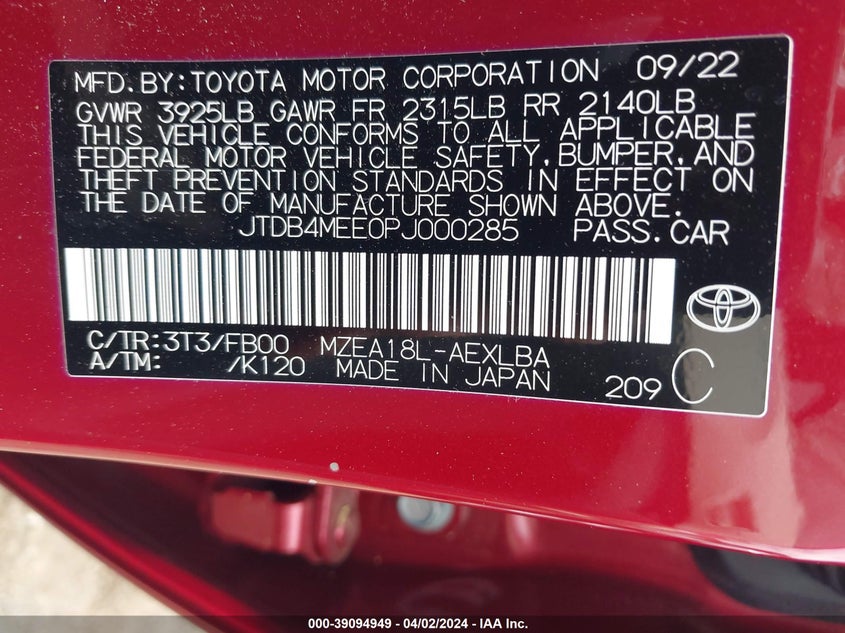 MFD.BY:TOYOTA MOTOR CORPORATION 09/22
GVWR 3925LB GAWR FR 2315LB RR 2140LB
THIS VEHICLE CONFORMS TO ALL APPLICABLE
FEDERAL MOTOR VEHICLE SAFETY,BUMPER,AND
THEFT PREVENTION STANDARDS IN EFFECT ON
THE DATE OF MANUFACTURE SHOWN ABOVE.
JTDB4MEE0PJ000285 PASS.CAR
C/TR:3T3/FB00 MZEA18L-AEXLBA
A/TM: /K120 MADE IN JAPAN 209 C
000-39094949 - 04/02/2024 - IAA, Inc.